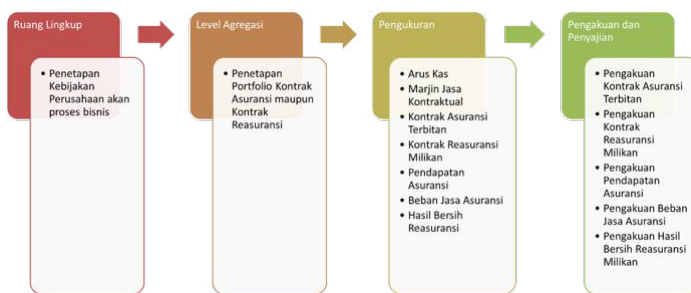 Ruang Lingkup
• Penetapan
Kebijakan
Perusahaan akan
proses bisnis
Level Agregasi
• Penetapan
Portfolio Kontrak
Asuransi maupun
Kontrak
Reasuransi
Pengukuran
• Arus Kas
• Marjin Jasa
Kontraktual
• Kontrak Asuransi
Terbitan
• Kontrak Reasuransi
Milikan
• Pendapatan
Asuransi
• Beban Jasa Asuransi
• Hasil Bersih
Reasuransi
Pengakuan dan
Penyajian
• Pengakuan
Kontrak Asuransi
Terbitan
• Pengakuan
Kontrak
Reasuransi
Milikan
• Pengakuan
Pendapatan
Asuransi
• Pengakuan Beban
Jasa Asuransi
• Pengakuan Hasil
Bersih Reasuransi
Milikan